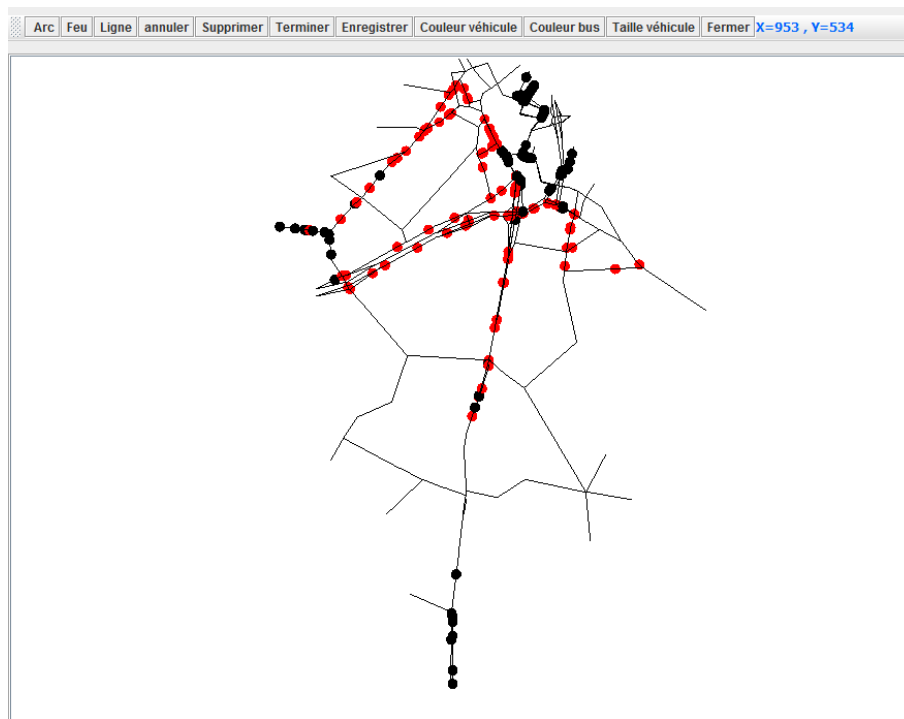 Arc Feu Ligne annuler Supprimer Terminer Enregistrer Couleur véhicule Couleur bus Taille véhicule Fermer X=953 , Y=534